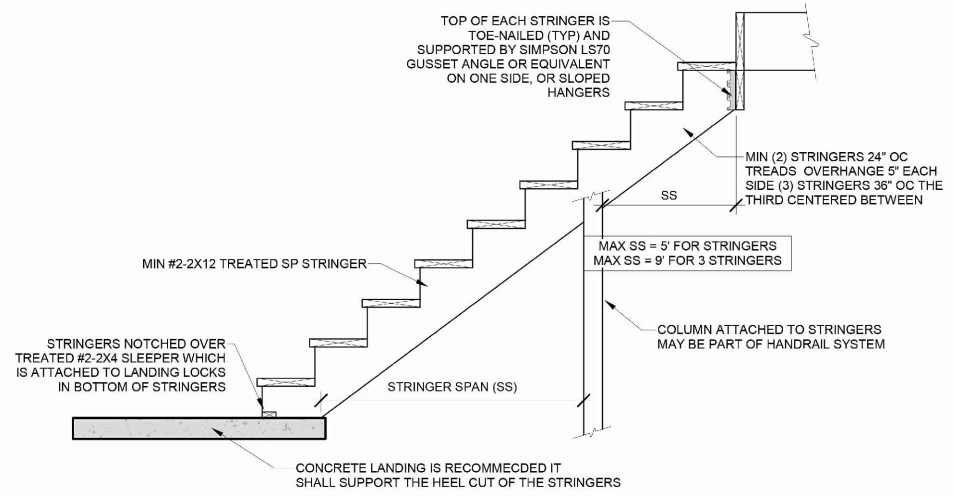 TOP OF EACH STRINGER IS
TOE-NAILED (TYP) AND
SUPPORTED BY SIMPSON LS70
GUSSET ANGLE OR EQUIVALENT
ON ONE SIDE, OR SLOPED
HANGERS
MIN (2) STRINGERS 24" OC
TREADS OVERHANGE 5" EACH
SIDE (3) STRINGERS 36" OC THE
THIRD CENTERED BETWEEN
SS
MAX SS = 5' FOR STRINGERS
MAX SS = 9' FOR 3 STRINGERS
MIN #2-2X12 TREATED SP STRINGER
COLUMN ATTACHED TO STRINGERS
MAY BE PART OF HANDRAIL SYSTEM
STRINGERS NOTCHED OVER
TREATED #2-2X4 SLEEPER WHICH
IS ATTACHED TO LANDING LOCKS
IN BOTTOM OF STRINGERS
STRINGER SPAN (SS)
CONCRETE LANDING IS RECOMMECDED IT
SHALL SUPPORT THE HEEL CUT OF THE STRINGERS